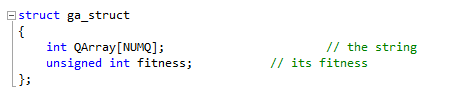 struct ga_struct
{
int QArray[NUMQ]; // the string
unsigned int fitness; // its fitness
};